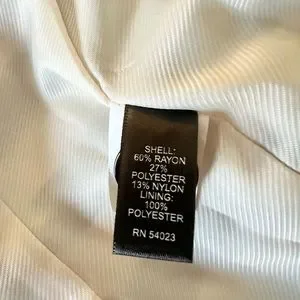 SHELL:
60% RAYON
27%
POLYESTER
13% NYLON
LINING:
100%
POLYESTER
RN 54023